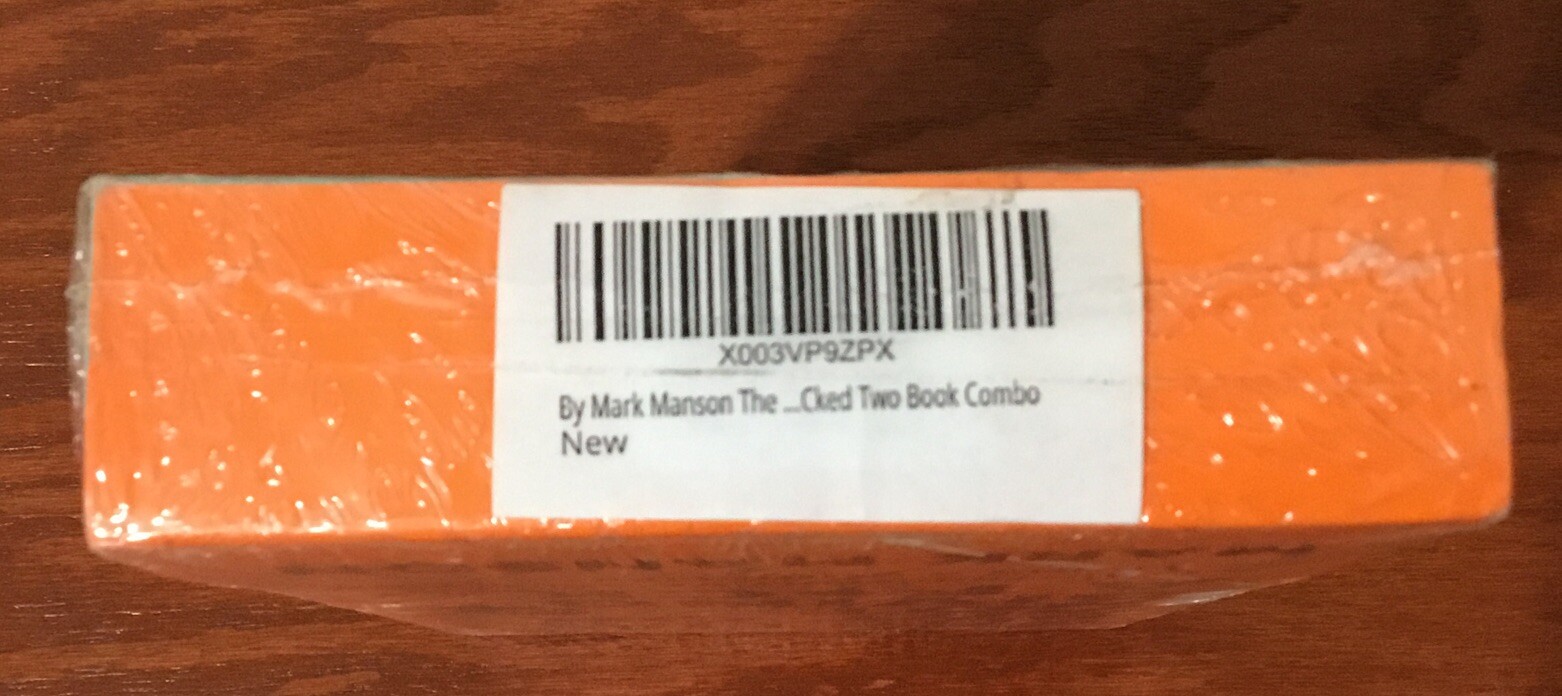 X003VP9ZPX
By Mark Manson The ...Cked Two Book Combo
New